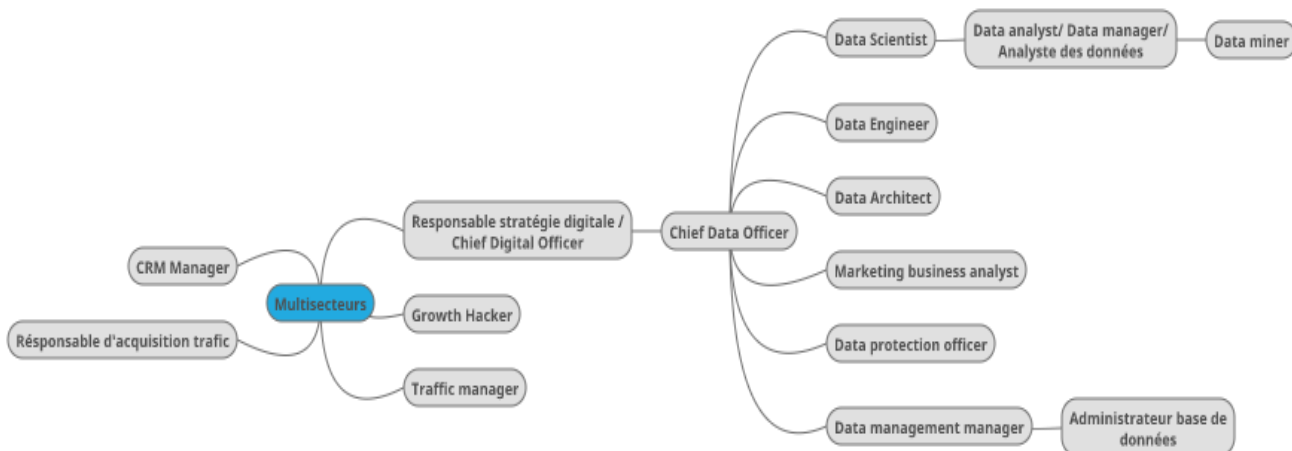 Data Scientist
Data analyst/ Data manager/
Analyste des données
Data miner
Data Engineer
Data Architect
Responsable stratégie digitale /
Chief Digital Officer
Chief Data Officer
CRM Manager
Marketing business analyst
Multisecteurs
Growth Hacker
Résponsable d'acquisition trafic
Data protection officer
Traffic manager
Data management manager
Administrateur base de
données